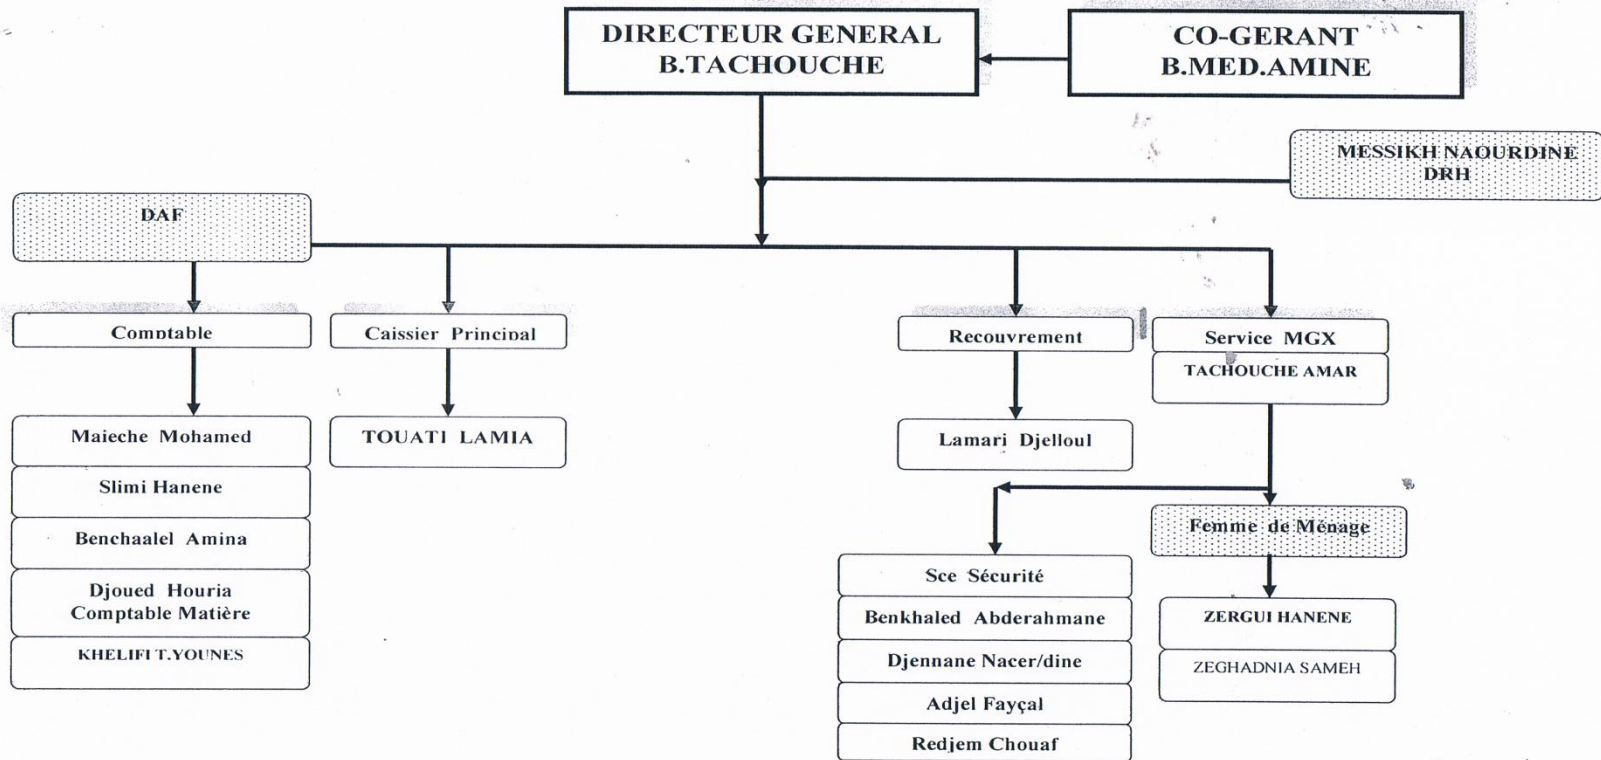 DIRECTEUR GENERAL
B.TACHOUCHE
CO-GERANT
B.MED.AMINE
MESSIKH NAOURDINE
DRH
DAF
Comptable
Caissier Principal
Recouvrement
Service MGX
TACHOUCHE AMAR
Maieche Mohamed
TOUATI LAMIA
Lamari Djelloul
Slimi Hanene
Benchaalel Amina
Djoued Houria
Comptable Matière
KHELIFI T.YOUNES
Femme de Ménage
Sce Sécurité
Benkhaled Abderahmane
Djennane Nacer/dine
Adjel Fayçal
Redjem Chouaf
ZERGUI HANENE
ZEGHADNIA SAMEH